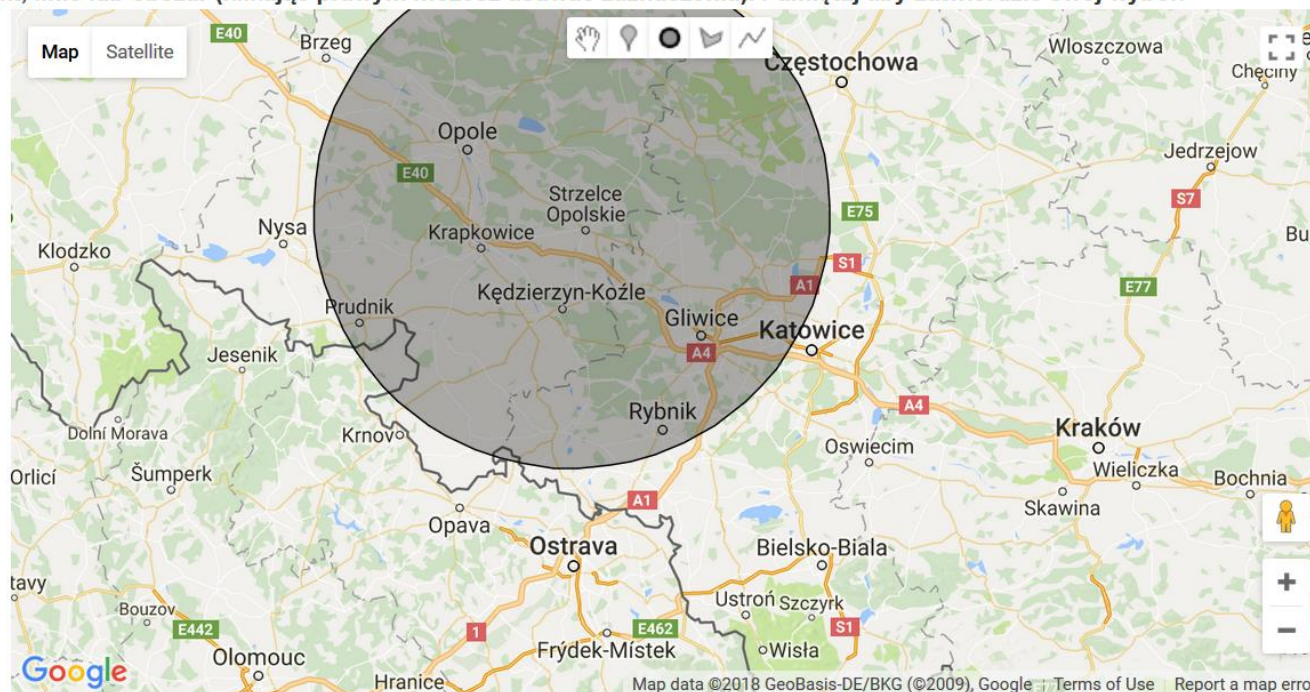 Map
Satellite
E40
Brzeg
Częstochowa
Wloszczowa
Chęciny
Opole
Jedrzejow
E40
Strzelce
Opolskie
S7
E75
Nysa
Krapkowice
Klodzko
S1
A1
E77
Kędzierzyn-Koźle
Prudnik
Gliwice
Katowice
A4
Jesenik
Rybnik
A4
Dolní Morava
Krnov
Kraków
Oswiecim
Orlicí
Šumperk
Wieliczka
Bochnia
A1
Skawina
Opava
Ostrava
Bielsko-Biala
Ustroń
Szczyrk
Bouzov
E442
1
E462
S1
Frýdek-Místek
Wisła
Olomouc
Google
Hranice
Map data ©2018 GeoBasis-DE/BKG (©2009), Google
Terms of Use
Report a map erro